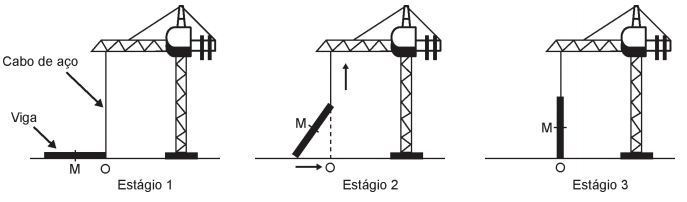 Cabo de aço
Viga
M
O
Estágio 1
M
O
Estágio 2
M
O
Estágio 3